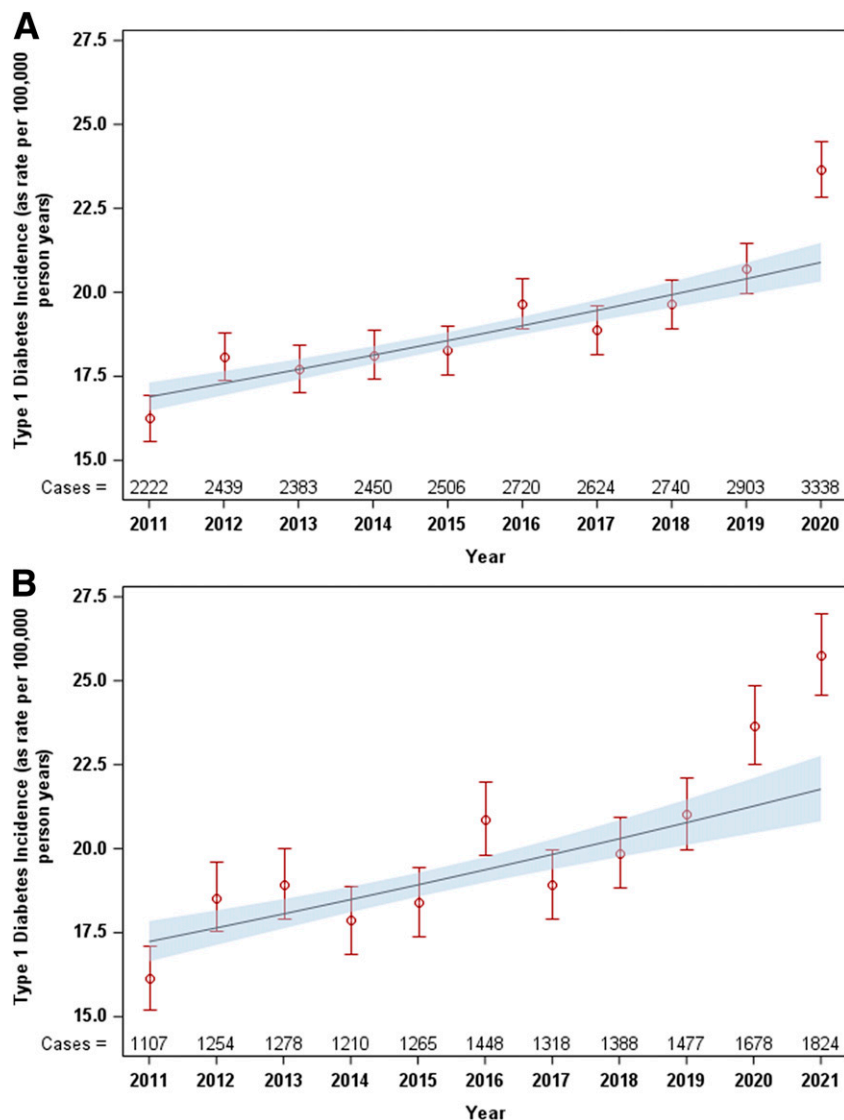 A
Type 1 Diabetes Incidence (as rate per 100,000
person years)
27.5
25.0
22.5
20.0
17.5
15.0
Cases = 2222 2439 2383 2450 2506 2720 2624 2740 2903 3338
2011 2012 2013 2014 2015 2016 2017 2018 2019 2020
Year
B
Type 1 Diabetes Incidence (as rate per 100,000
person years)
27.5
25.0
22.5
20.0
17.5
15.0
Cases = 1107 1254 1278 1210 1265 1448 1318 1388 1477 1678 1824
2011 2012 2013 2014 2015 2016 2017 2018 2019 2020 2021
Year